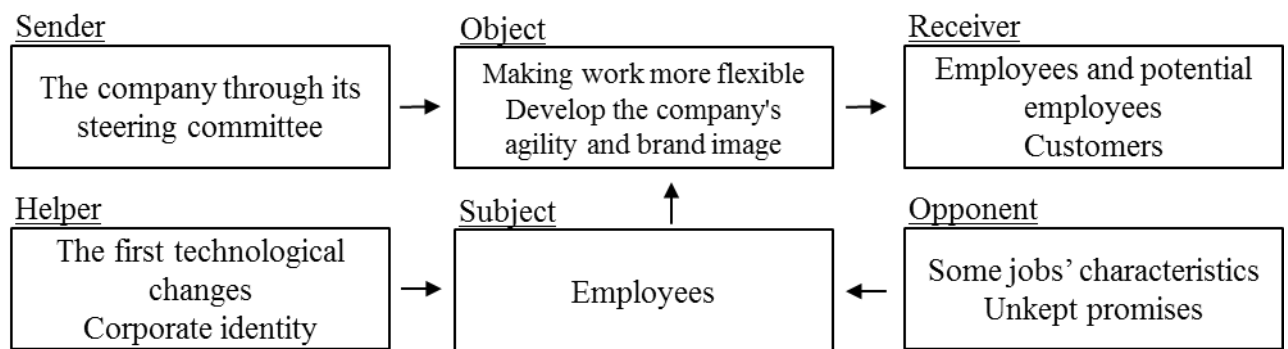 Sender
The company through its
steering committee
Object
Making work more flexible
Develop the company's
agility and brand image
Receiver
Employees and potential
employees
Customers
Helper
The first technological
changes
Corporate identity
Subject
Employees
Opponent
Some jobs’ characteristics
Unkept promises